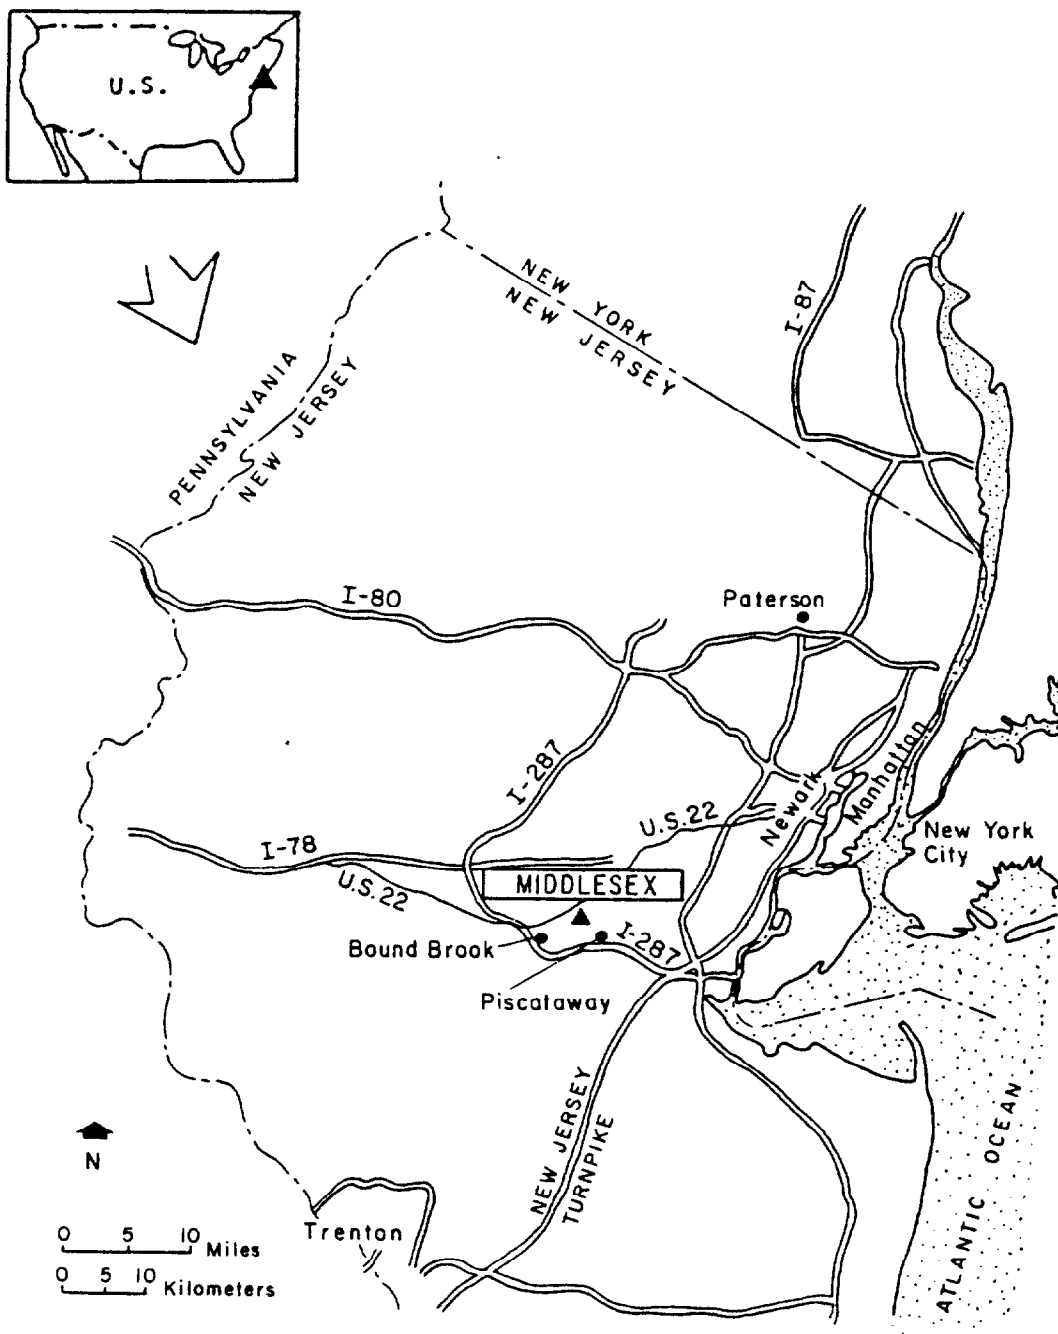 U.S.
NEW YORK
NEW JERSEY
I-87
PENNSYLVANIA
NEW JERSEY
I-80
Paterson
I-287
Manhattan
Newark
U.S.22
New York
City
I-78
U.S.22
MIDDLESEX
Bound Brook
I-287
Piscataway
NEW JERSEY
TURNPIKE
ATLANTIC OCEAN
N
Trenton
0 5 10 Miles
0 5 10 Kilometers